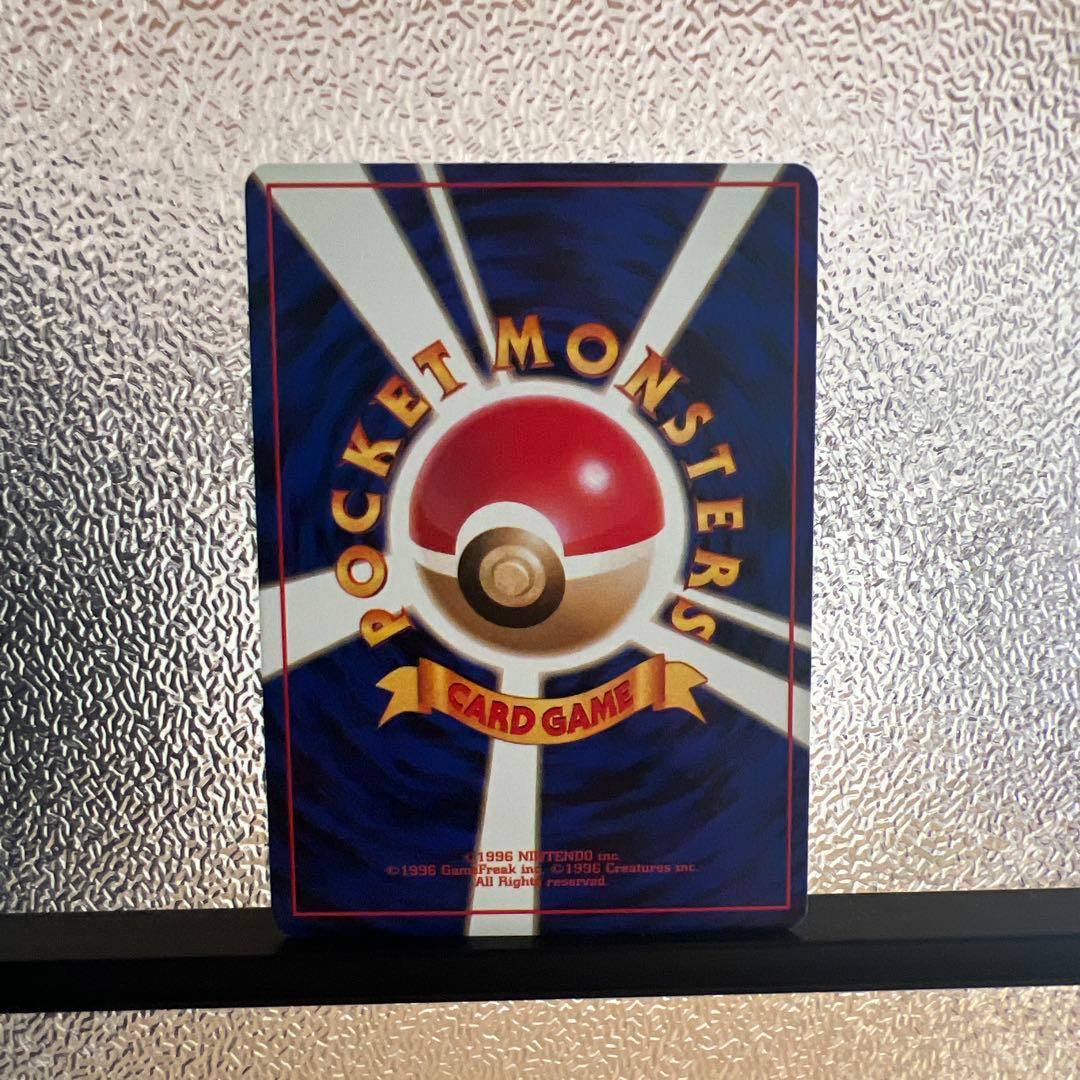 POCKET MONSTERS
CARD GAME
©1996 NINTENDO inc.
©1996 GameFreak inc. ©1996 Creatures inc.
All Rights reserved.